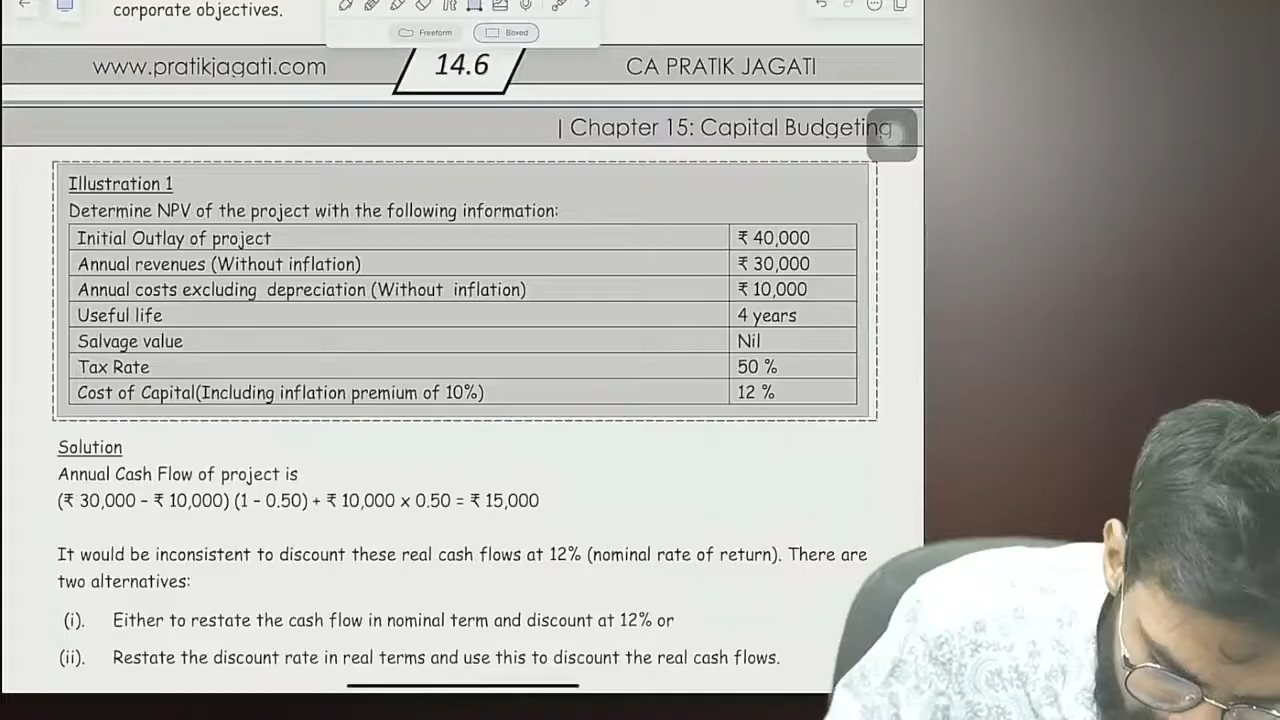 corporate objectives.
Freeform
Boxed
www.pratikjagati.com
14.6
CA PRATIK JAGATI
| Chapter 15: Capital Budgeting
Illustration 1
Determine NPV of the project with the following information:
Initial Outlay of project ₹ 40,000
Annual revenues (Without inflation) ₹ 30,000
Annual costs excluding depreciation (Without inflation) ₹ 10,000
Useful life 4 years
Salvage value Nil
Tax Rate 50 %
Cost of Capital(Including inflation premium of 10%) 12 %
Solution
Annual Cash Flow of project is
(₹ 30,000 – ₹ 10,000) (1 - 0.50) + ₹ 10,000 x 0.50 = ₹ 15,000
It would be inconsistent to discount these real cash flows at 12% (nominal rate of return). There are
two alternatives:
(i). Either to restate the cash flow in nominal term and discount at 12% or
(ii). Restate the discount rate in real terms and use this to discount the real cash flows.